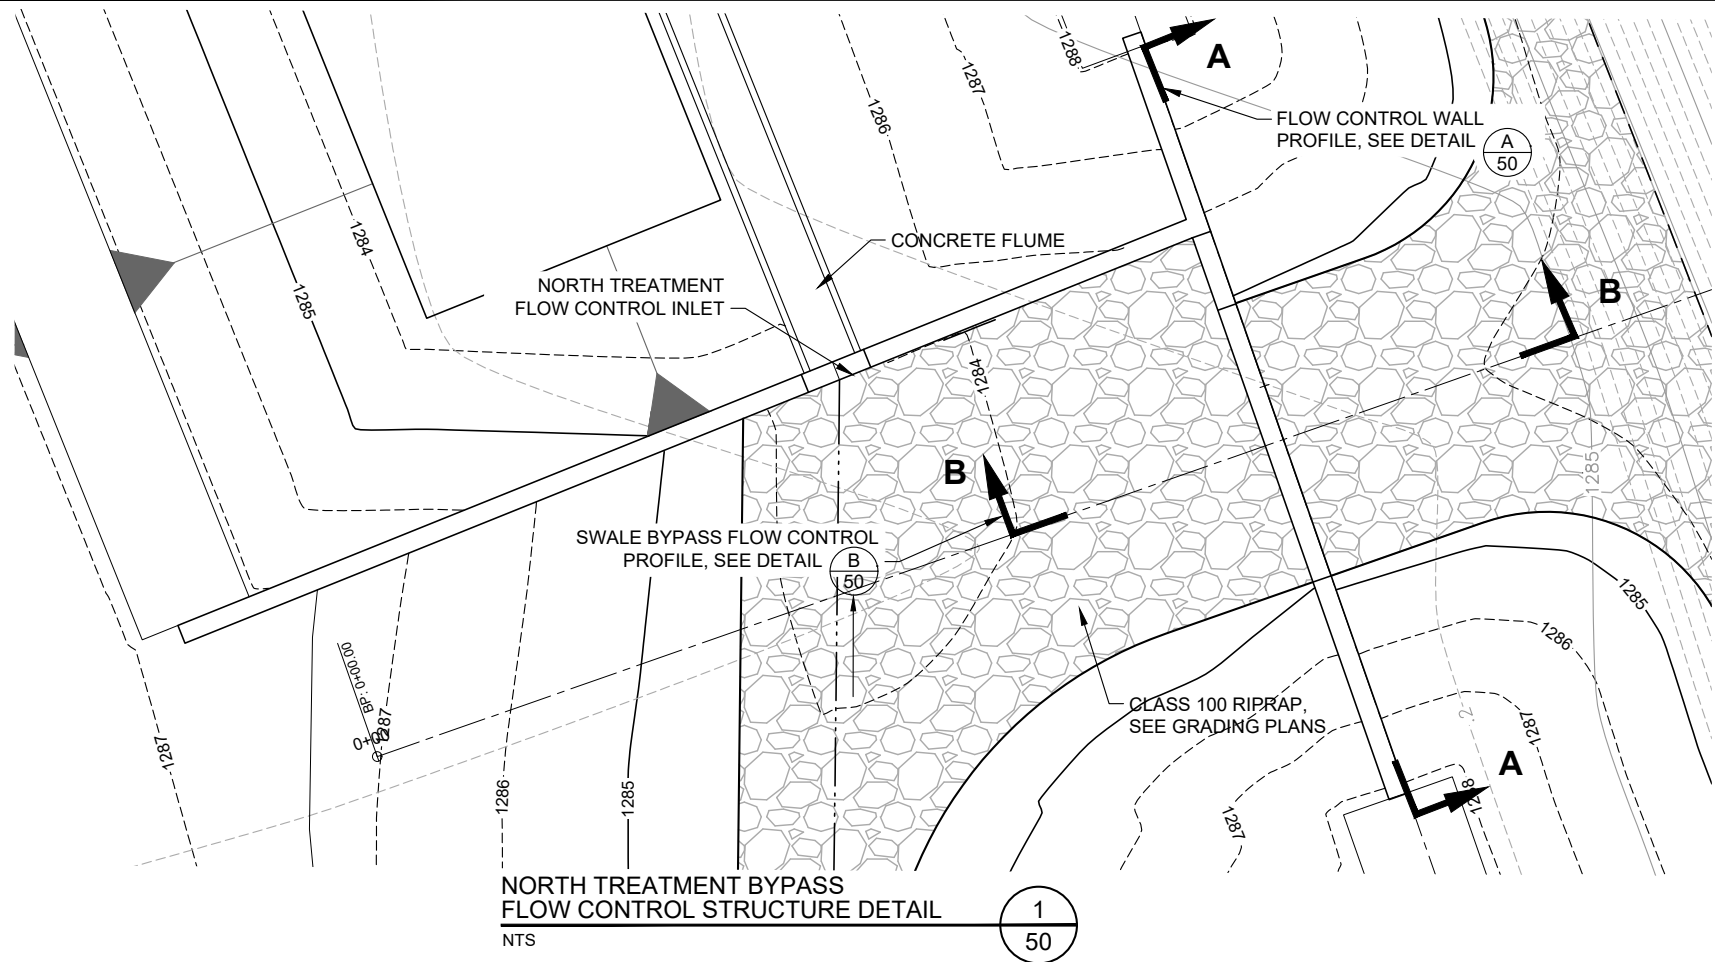 1288
A
1287
1286
FLOW CONTROL WALL
PROFILE, SEE DETAIL
A
50
1284
CONCRETE FLUME
NORTH TREATMENT
FLOW CONTROL INLET
1285
B
1284
B
1285
SWALE BYPASS FLOW CONTROL
PROFILE, SEE DETAIL
B
50
1285
1286
BP: 0+00.00
0+00
1287
1287
CLASS 100 RIPRAP,
SEE GRADING PLANS
2
1287
A
1286
1285
1287
1288
NORTH TREATMENT BYPASS
FLOW CONTROL STRUCTURE DETAIL
NTS
1
50